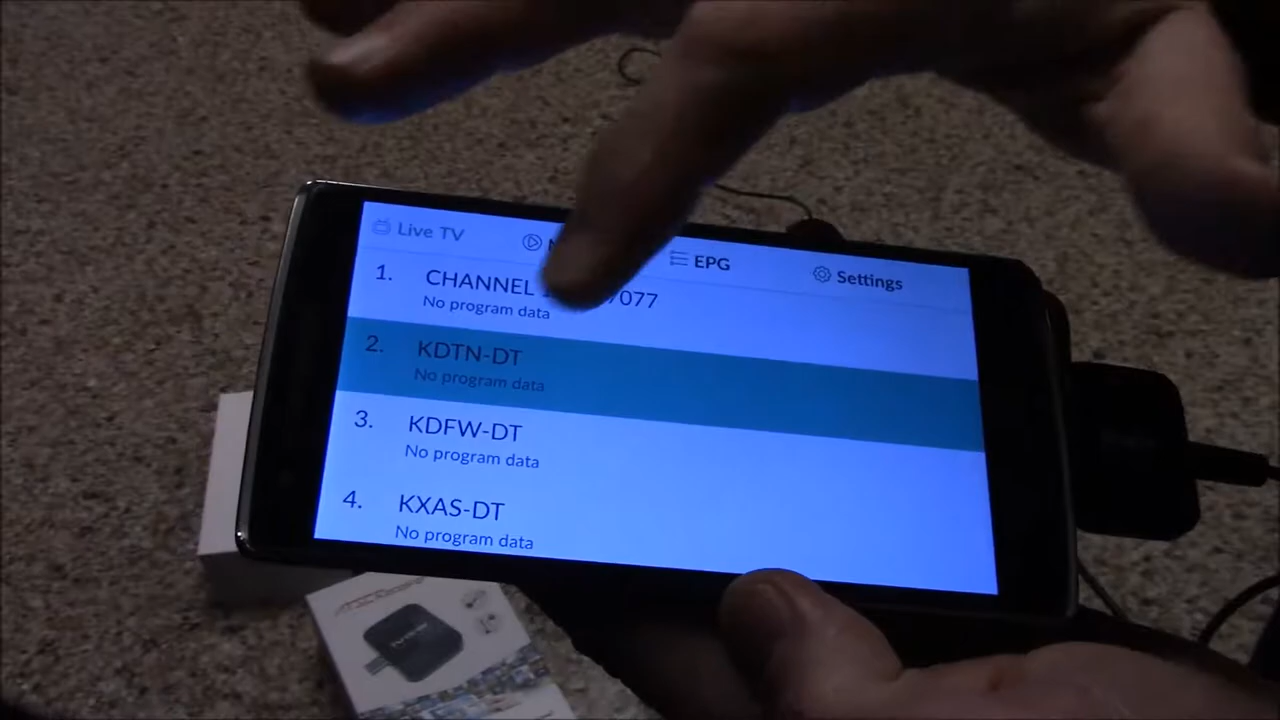 Live TV
EPG
Settings
1. CHANNEL 077
No program data
2. KDTN-DT
No program data
3. KDFW-DT
No program data
4. KXAS-DT
No program data